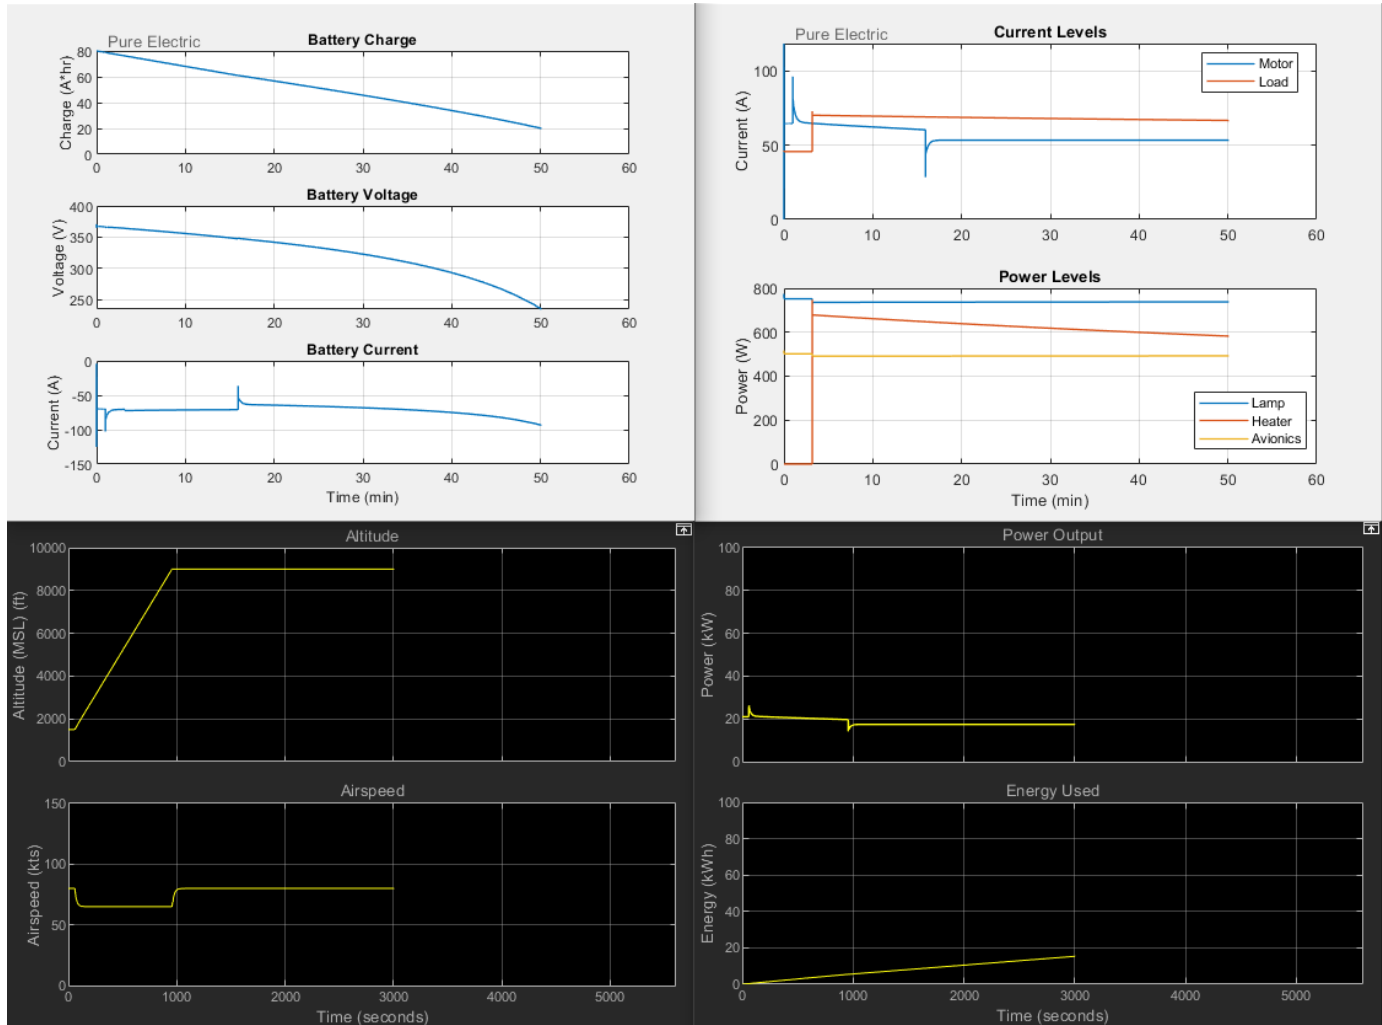 Pure Electric
Battery Charge
Charge (A*hr)
80
60
40
20
0
0 10 20 30 40 50 60
Battery Voltage
Voltage (V)
400
350
300
250
0 10 20 30 40 50 60
Battery Current
Current (A)
0
-50
-100
-150
0 10 20 30 40 50 60
Time (min)
Pure Electric
Current Levels
Motor
Load
Current (A)
100
50
0
0 10 20 30 40 50 60
Power Levels
Power (W)
800
600
400
200
0
Lamp
Heater
Avionics
0 10 20 30 40 50 60
Time (min)
Altitude
Altitude (MSL) (ft)
10000
8000
6000
4000
2000
0
Airspeed
Airspeed (kts)
150
100
50
0
0 1000 2000 3000 4000 5000
Time (seconds)
Power Output
Power (kW)
100
80
60
40
20
0
Energy Used
Energy (kWh)
100
80
60
40
20
0
0 1000 2000 3000 4000 5000
Time (seconds)